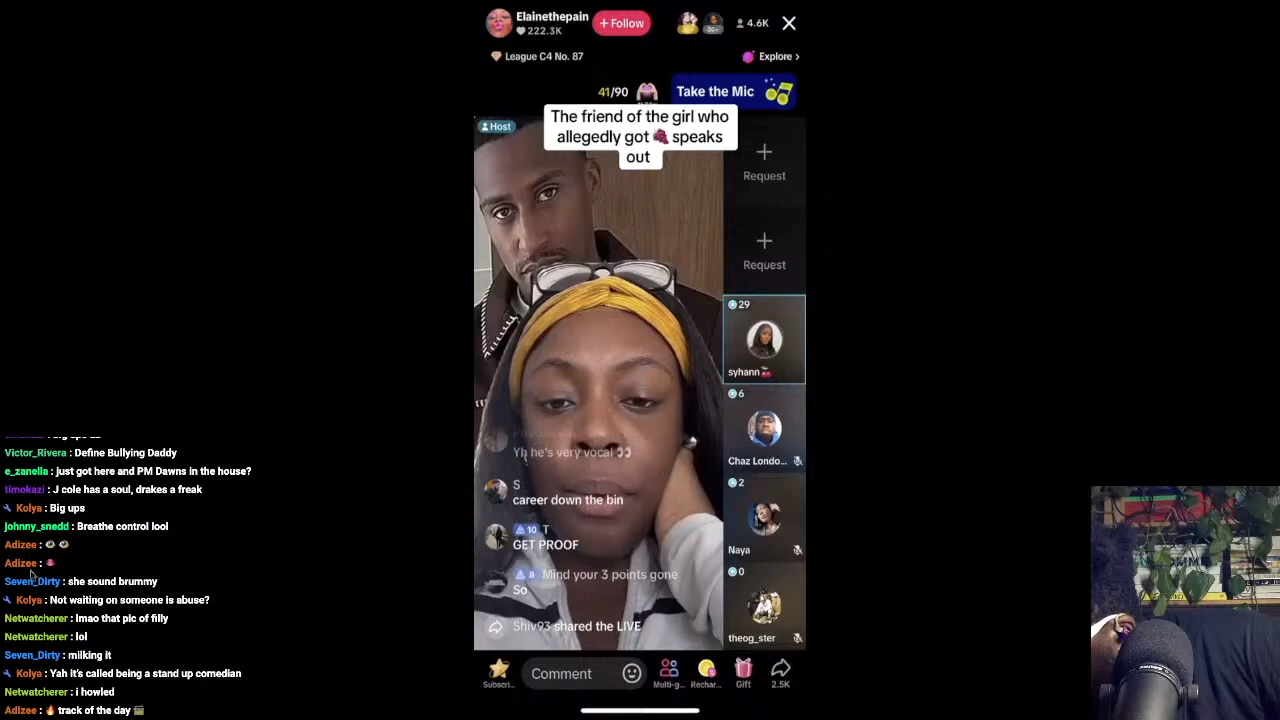 Elainethepain
222.3K
+ Follow
30+
30+
4.6K
League C4 No. 87
Explore >
41/90
Take the Mic
The friend of the girl who
allegedly got 🍇 speaks
out
Host
+
Request
+
Request
29
syhann🍒
6
Chaz Londo...
2
Naya
0
theog_ster
Yh he's very vocal 👀
S
career down the bin
10 T
GET PROOF
8 Mind your 3 points gone
So
Shiv93 shared the LIVE
Subscri...
Comment
Multi-g...
Rechar...
Gift
2.5K
Victor_Rivera : Define Bullying Daddy
e_zanella : just got here and PM Dawns in the house?
timokazi : J cole has a soul, drakes a freak
Kolya : Big ups
johnny_snedd : Breathe control lool
Adizee : 👁 👁
Adizee : 👄
Seven_Dirty : she sound brummy
Kolya : Not waiting on someone is abuse?
Netwatcherer : lmao that pic of filly
Netwatcherer : lol
Seven_Dirty : milking it
Kolya : Yah It's called being a stand up comedian
Netwatcherer : i howled
Adizee : 🔥 track of the day 🎬